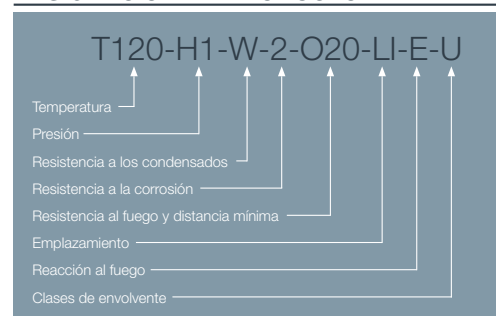 T120-H1-W-2-O20-LI-E-U
Temperatura
Presión
Resistencia a los condensados
Resistencia a la corrosión
Resistencia al fuego y distancia mínima
Emplazamiento
Reacción al fuego
Clases de envolvente